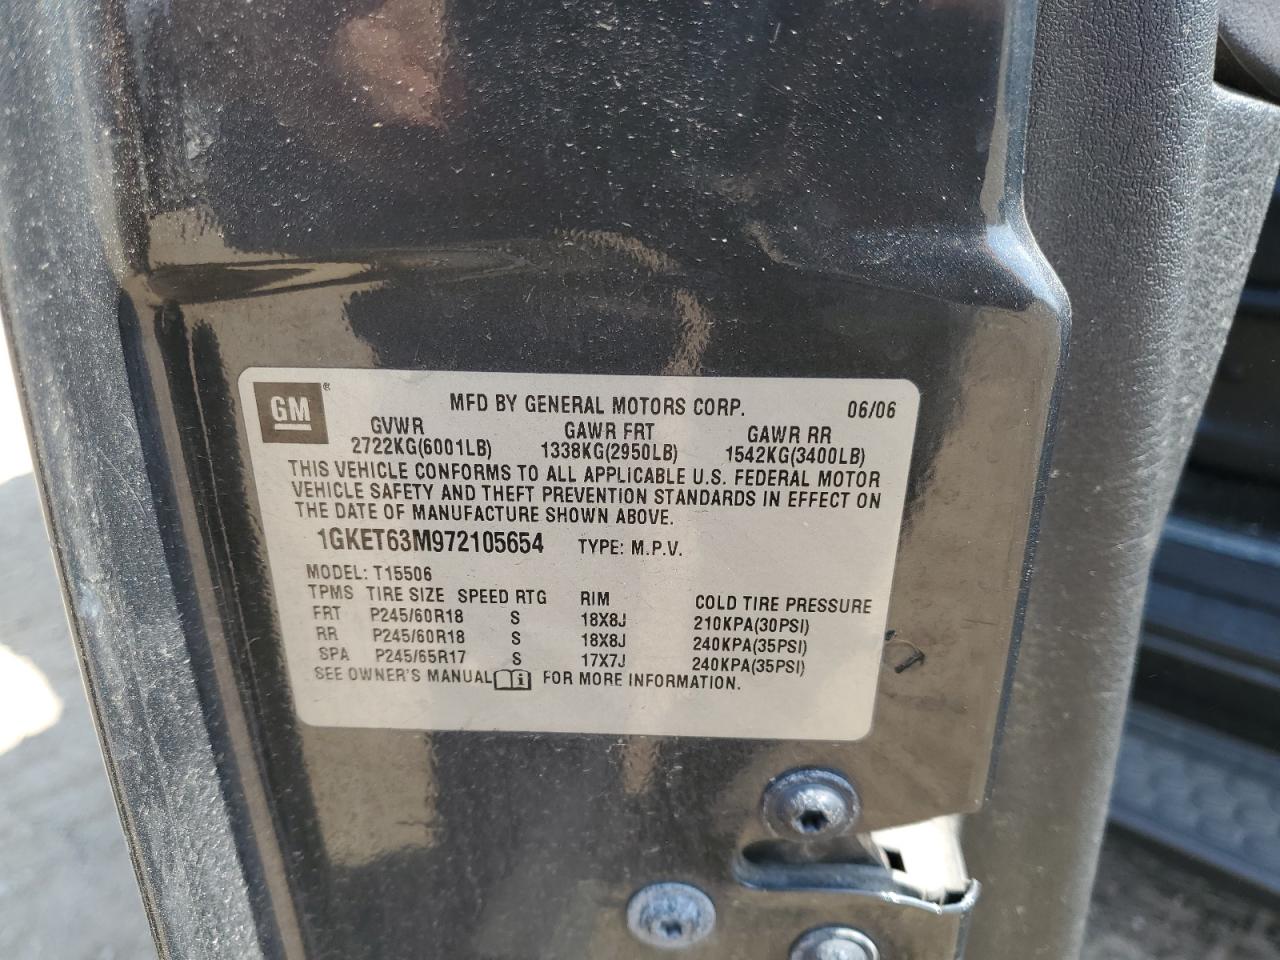 GM ® MFD BY GENERAL MOTORS CORP. 06/06
GVWR GAWR FRT GAWR RR
2722KG(6001LB) 1338KG(2950LB) 1542KG(3400LB)
THIS VEHICLE CONFORMS TO ALL APPLICABLE U.S. FEDERAL MOTOR
VEHICLE SAFETY AND THEFT PREVENTION STANDARDS IN EFFECT ON
THE DATE OF MANUFACTURE SHOWN ABOVE.
1GKET63M972105654 TYPE: M.P.V.
MODEL: T15506
TPMS TIRE SIZE SPEED RTG RIM COLD TIRE PRESSURE
FRT P245/60R18 S 18X8J 210KPA(30PSI)
RR P245/60R18 S 18X8J 240KPA(35PSI)
SPA P245/65R17 S 17X7J 240KPA(35PSI)
SEE OWNER'S MANUAL i FOR MORE INFORMATION.